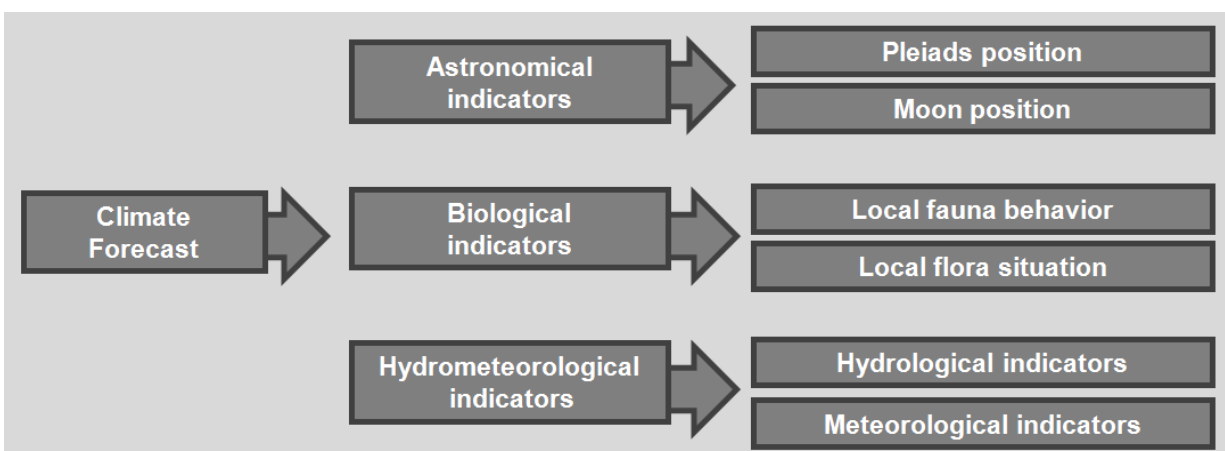 Climate
Forecast
Astronomical
indicators
Pleiads position
Moon position
Biological
indicators
Local fauna behavior
Local flora situation
Hydrometeorological
indicators
Hydrological indicators
Meteorological indicators